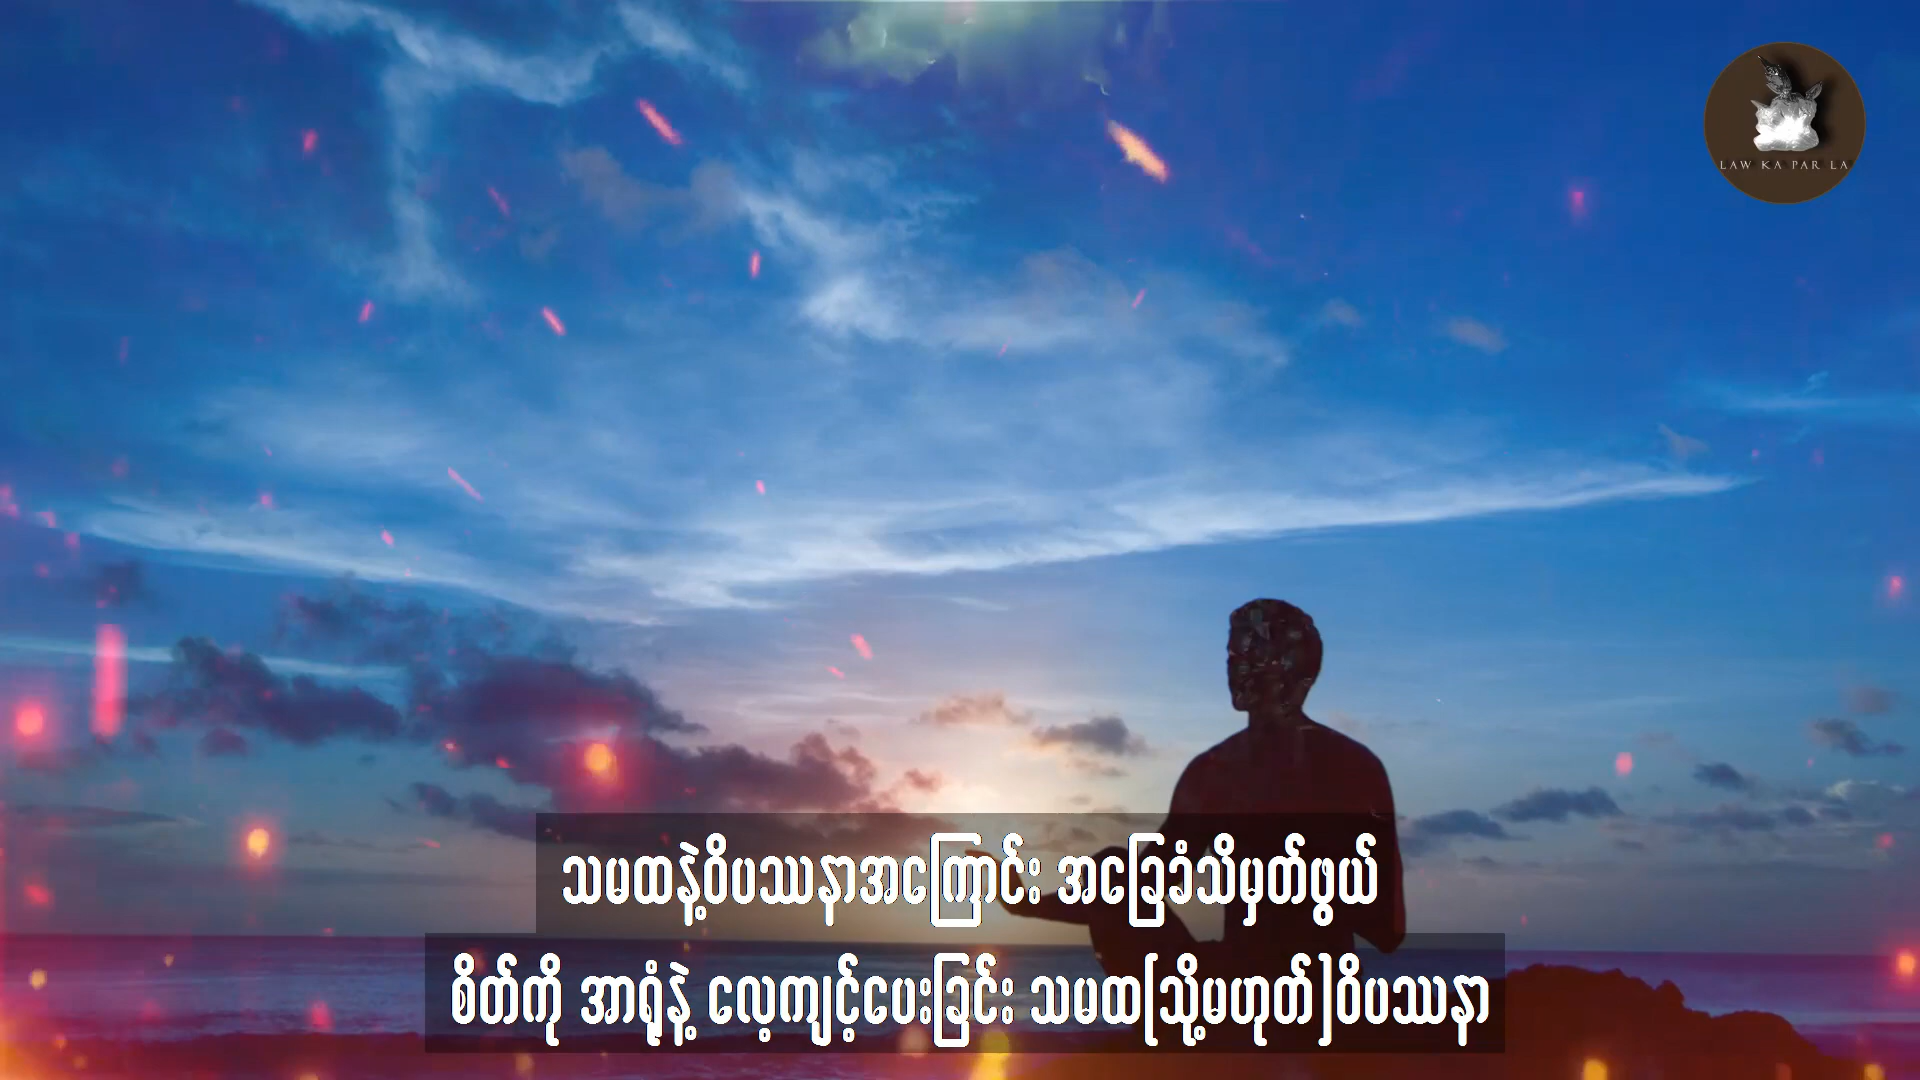 LAW KA PAR LA
သမထနဲ့ဝိပဿနာအကြောင်း အခြေခံသိမှတ်ဖွယ်
စိတ်ကို အာရုံနဲ့ လေ့ကျင့်ပေးခြင်း သမထ(သို့မဟုတ်)ဝိပဿနာ